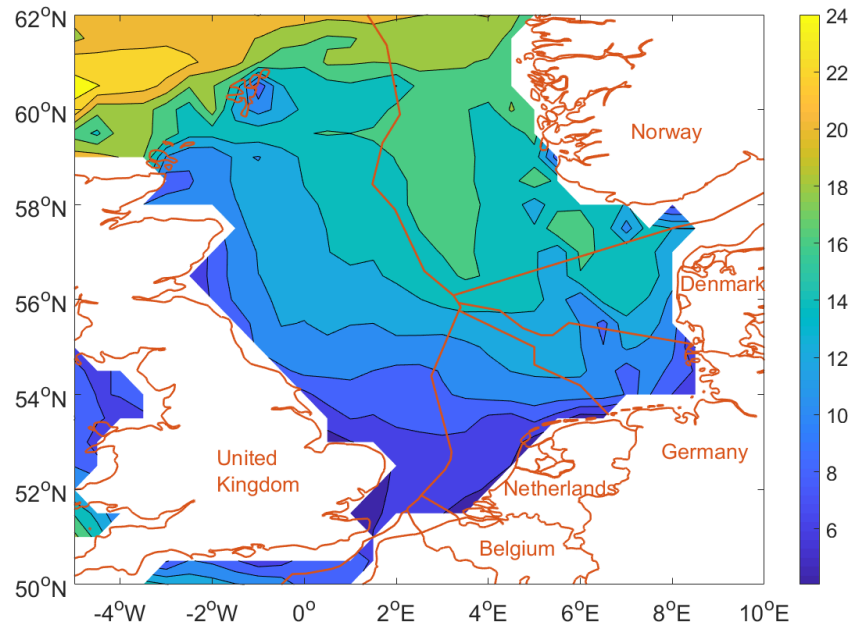 62°N
60°N
58°N
56°N
54°N
52°N
50°N
-4°W
-2°W
0°
2°E
4°E
6°E
8°E
10°E
Norway
Denmark
Germany
United
Kingdom
Netherlands
Belgium
24
22
20
18
16
14
12
10
8
6